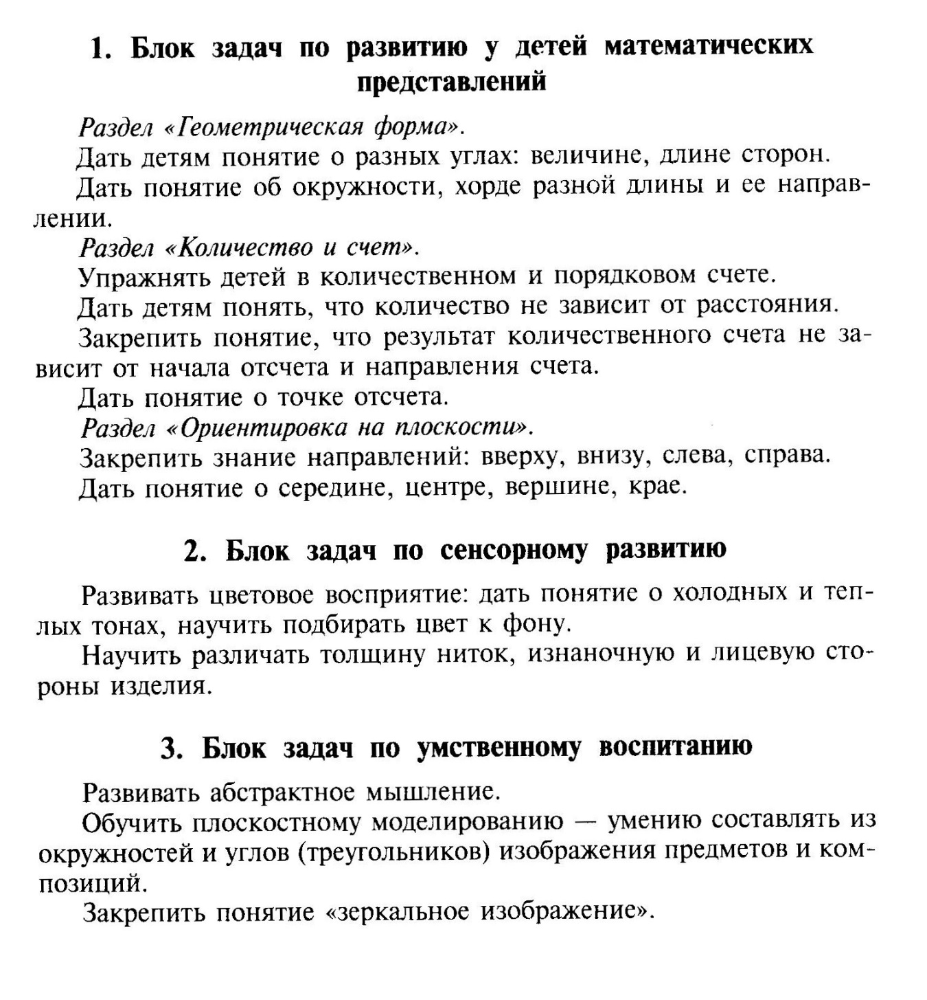 1. Блок задач по развитию у детей математических
представлений
Раздел «Геометрическая форма».
Дать детям понятие о разных углах: величине, длине сторон.
Дать понятие об окружности, хорде разной длины и ее направ-
лении.
Раздел «Количество и счет».
Упражнять детей в количественном и порядковом счете.
Дать детям понять, что количество не зависит от расстояния.
Закрепить понятие, что результат количественного счета не за-
висит от начала отсчета и направления счета.
Дать понятие о точке отсчета.
Раздел «Ориентировка на плоскости».
Закрепить знание направлений: вверху, внизу, слева, справа.
Дать понятие о середине, центре, вершине, крае.
2. Блок задач по сенсорному развитию
Развивать цветовое восприятие: дать понятие о холодных и теп-
лых тонах, научить подбирать цвет к фону.
Научить различать толщину ниток, изнаночную и лицевую сто-
роны изделия.
3. Блок задач по умственному воспитанию
Развивать абстрактное мышление.
Обучить плоскостному моделированию — умению составлять из
окружностей и углов (треугольников) изображения предметов и ком-
позиций.
Закрепить понятие «зеркальное изображение».